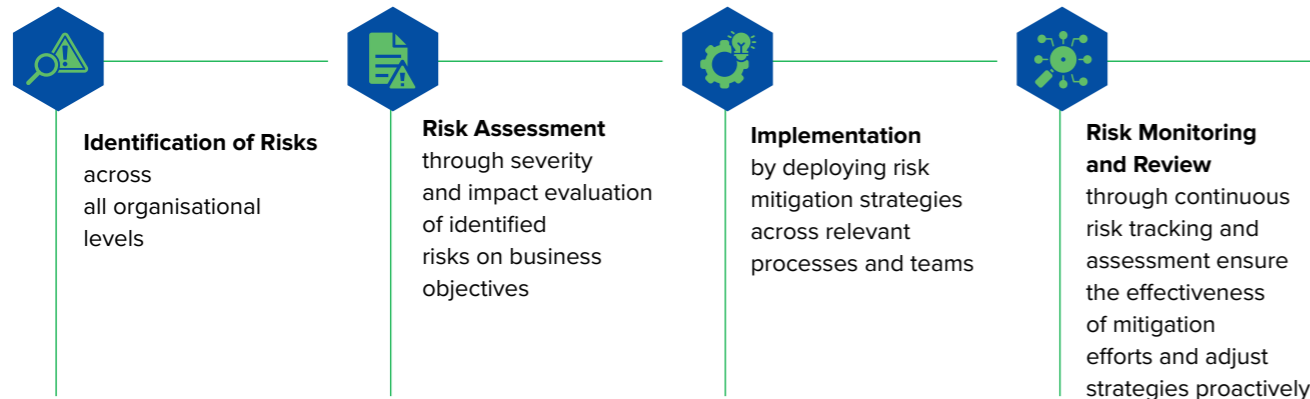 Identification of Risks
across
all organisational
levels
Risk Assessment
through severity
and impact evaluation
of identified
risks on business
objectives
Implementation
by deploying risk
mitigation strategies
across relevant
processes and teams
Risk Monitoring
and Review
through continuous
risk tracking and
assessment ensure
the effectiveness
of mitigation
efforts and adjust
strategies proactively